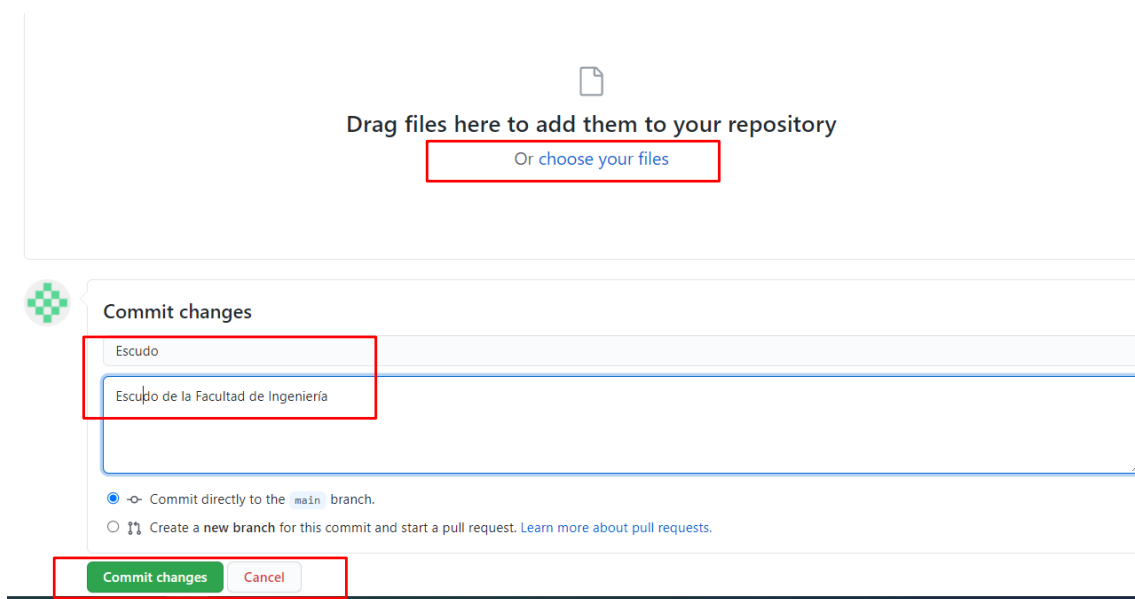 Drag files here to add them to your repository
Or choose your files
Commit changes
Escudo
Escudo de la Facultad de Ingeniería
Commit directly to the main branch.
Create a new branch for this commit and start a pull request. Learn more about pull requests.
Commit changes Cancel